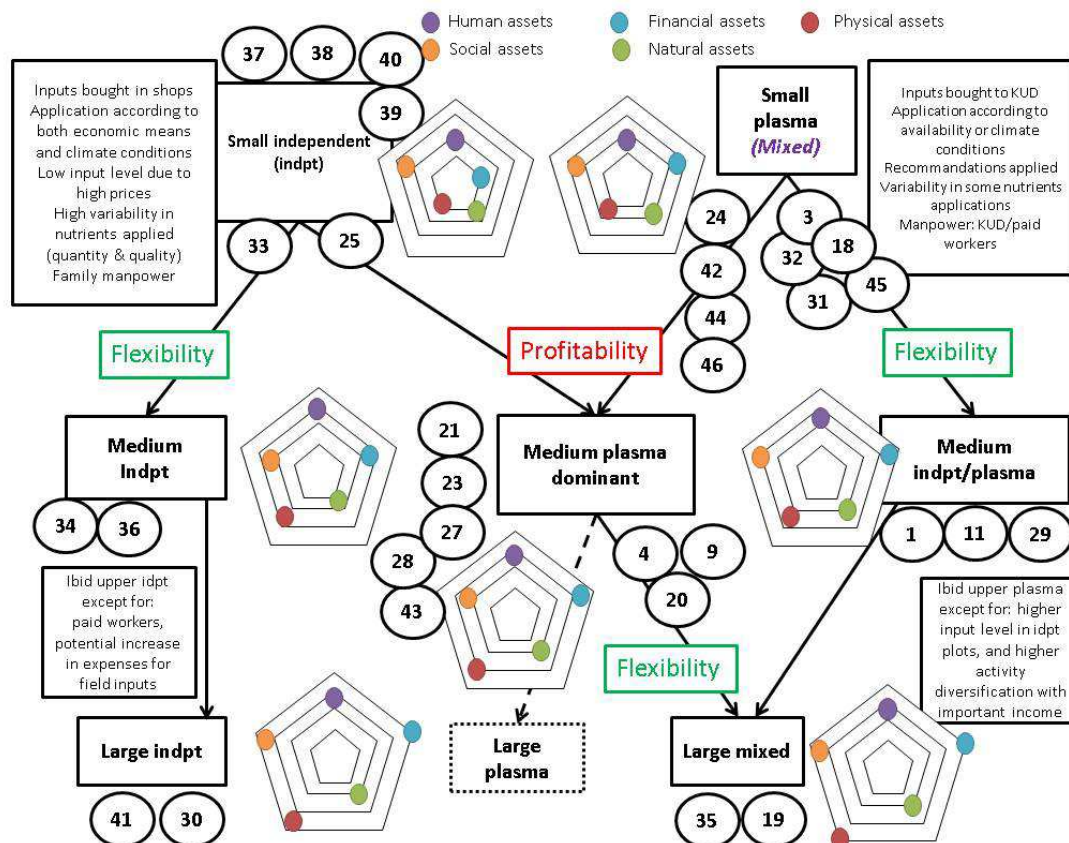 Human assets
Financial assets
Physical assets
Social assets
Natural assets
37
38
40
39
Inputs bought in shops
Application according to
both economic means
and climate conditions
Low input level due to
high prices
High variability in
nutrients applied
(quantity & quality)
Family manpower
Small independent
(indpt)
Small
plasma
(Mixed)
Inputs bought to KUD
Application according to
availability or climate
conditions
Recommandations applied
Variability in some nutrients
applications
Manpower: KUD/paid
workers
33
25
24
42
44
46
3
18
32
31
45
Flexibility
Profitability
Flexibility
Medium
Indpt
21
23
27
28
43
Medium plasma
dominant
Medium
indpt/plasma
34
36
4
9
20
1
11
29
Ibid upper idpt
except for:
paid workers,
potential increase
in expenses for
field inputs
Flexibility
Ibid upper plasma
except for: higher
input level in idpt
plots, and higher
activity
diversification with
important income
Large indpt
Large
plasma
Large mixed
41
30
35
19